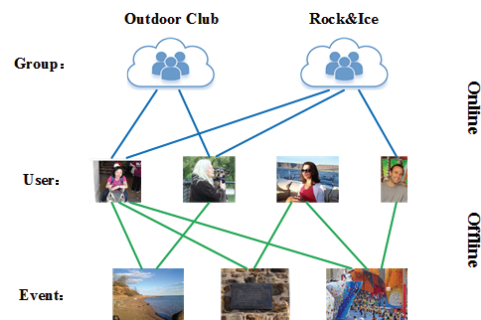 Outdoor Club
Rock&Ice
Group：
Online
User：
Offline
Event：